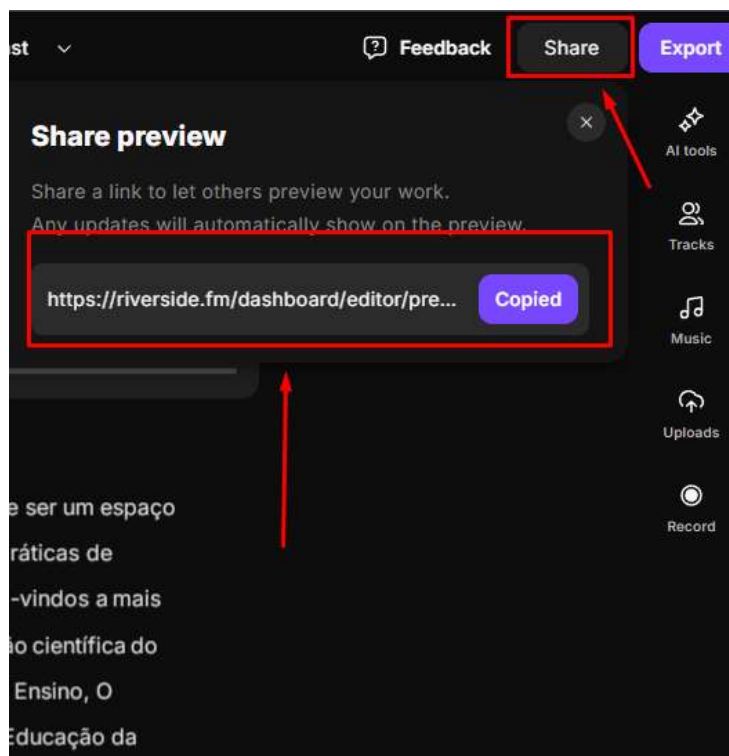 st
Feedback
Share
Export
Share preview
Share a link to let others preview your work.
Any updates will automatically show on the preview.
https://riverside.fm/dashboard/editor/pre...
Copied
AI tools
Tracks
Music
Uploads
Record
e ser um espaço
ráticas de
-vindos a mais
ão científica do
Ensino, O
Educação da